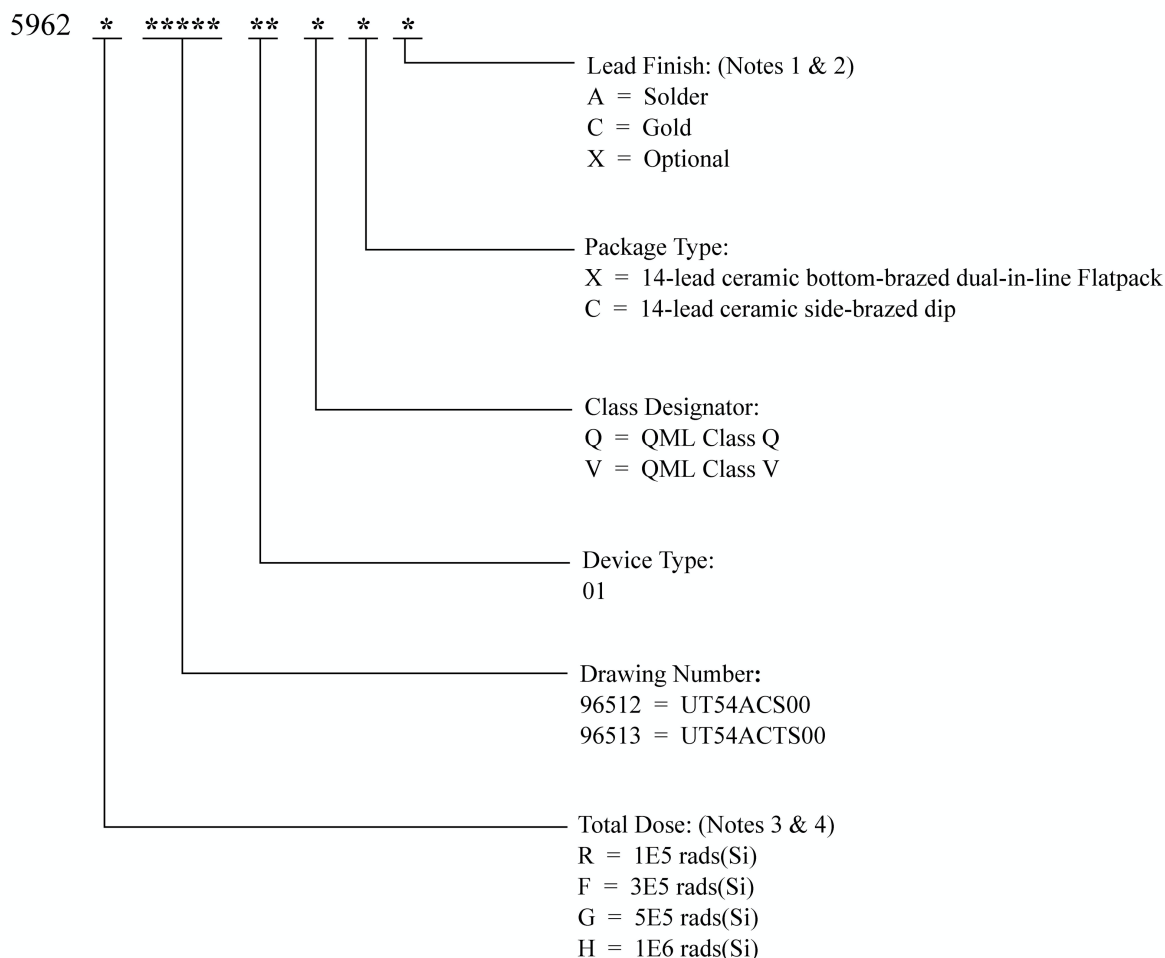 5962 * ***** ** * * *
Lead Finish: (Notes 1 & 2)
A = Solder
C = Gold
X = Optional
Package Type:
X = 14-lead ceramic bottom-brazed dual-in-line Flatpack
C = 14-lead ceramic side-brazed dip
Class Designator:
Q = QML Class Q
V = QML Class V
Device Type:
01
Drawing Number:
96512 = UT54ACS00
96513 = UT54ACTS00
Total Dose: (Notes 3 & 4)
R = 1E5 rads(Si)
F = 3E5 rads(Si)
G = 5E5 rads(Si)
H = 1E6 rads(Si)